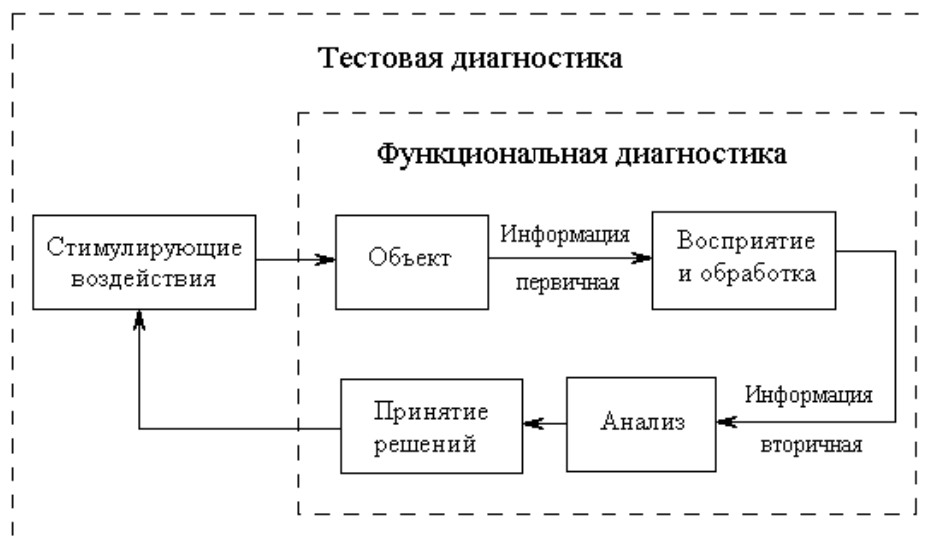 Тестовая диагностика
Функциональная диагностика
Стимулирующие
воздействия
Объект
Информация
первичная
Восприятие
и обработка
Принятие
решений
Анализ
Информация
вторичная